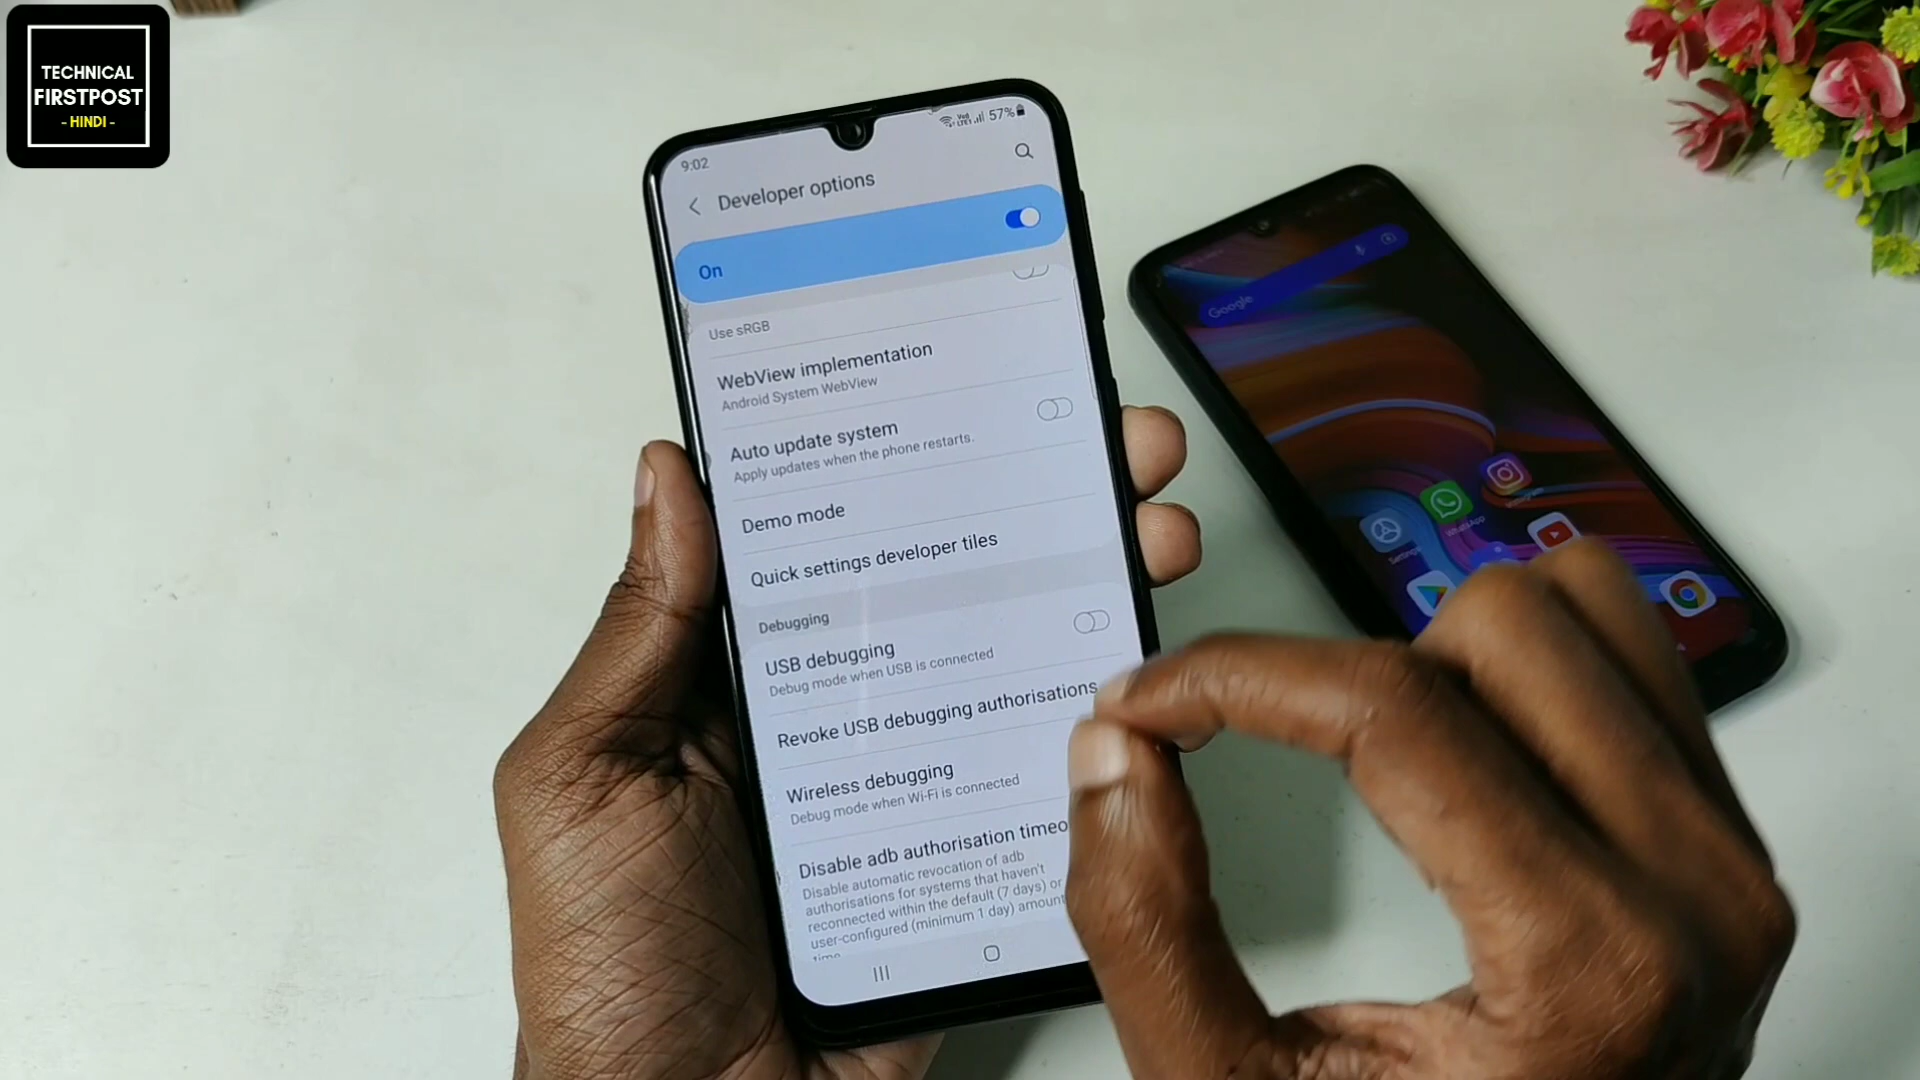 TECHNICAL
FIRSTPOST
- HINDI -
9:02
57%
Developer options
On
Use sRGB
WebView implementation
Android System WebView
Auto update system
Apply updates when the phone restarts.
Demo mode
Quick settings developer tiles
Debugging
USB debugging
Debug mode when USB is connected
Revoke USB debugging authorisations
Wireless debugging
Debug mode when Wi-Fi is connected
Disable adb authorisation timeo
Disable automatic revocation of adb
authorisations for systems that haven't
reconnected within the default (7 days) or
user-configured (minimum 1 day) amount
Google
Settings
WhatsApp
Instagram